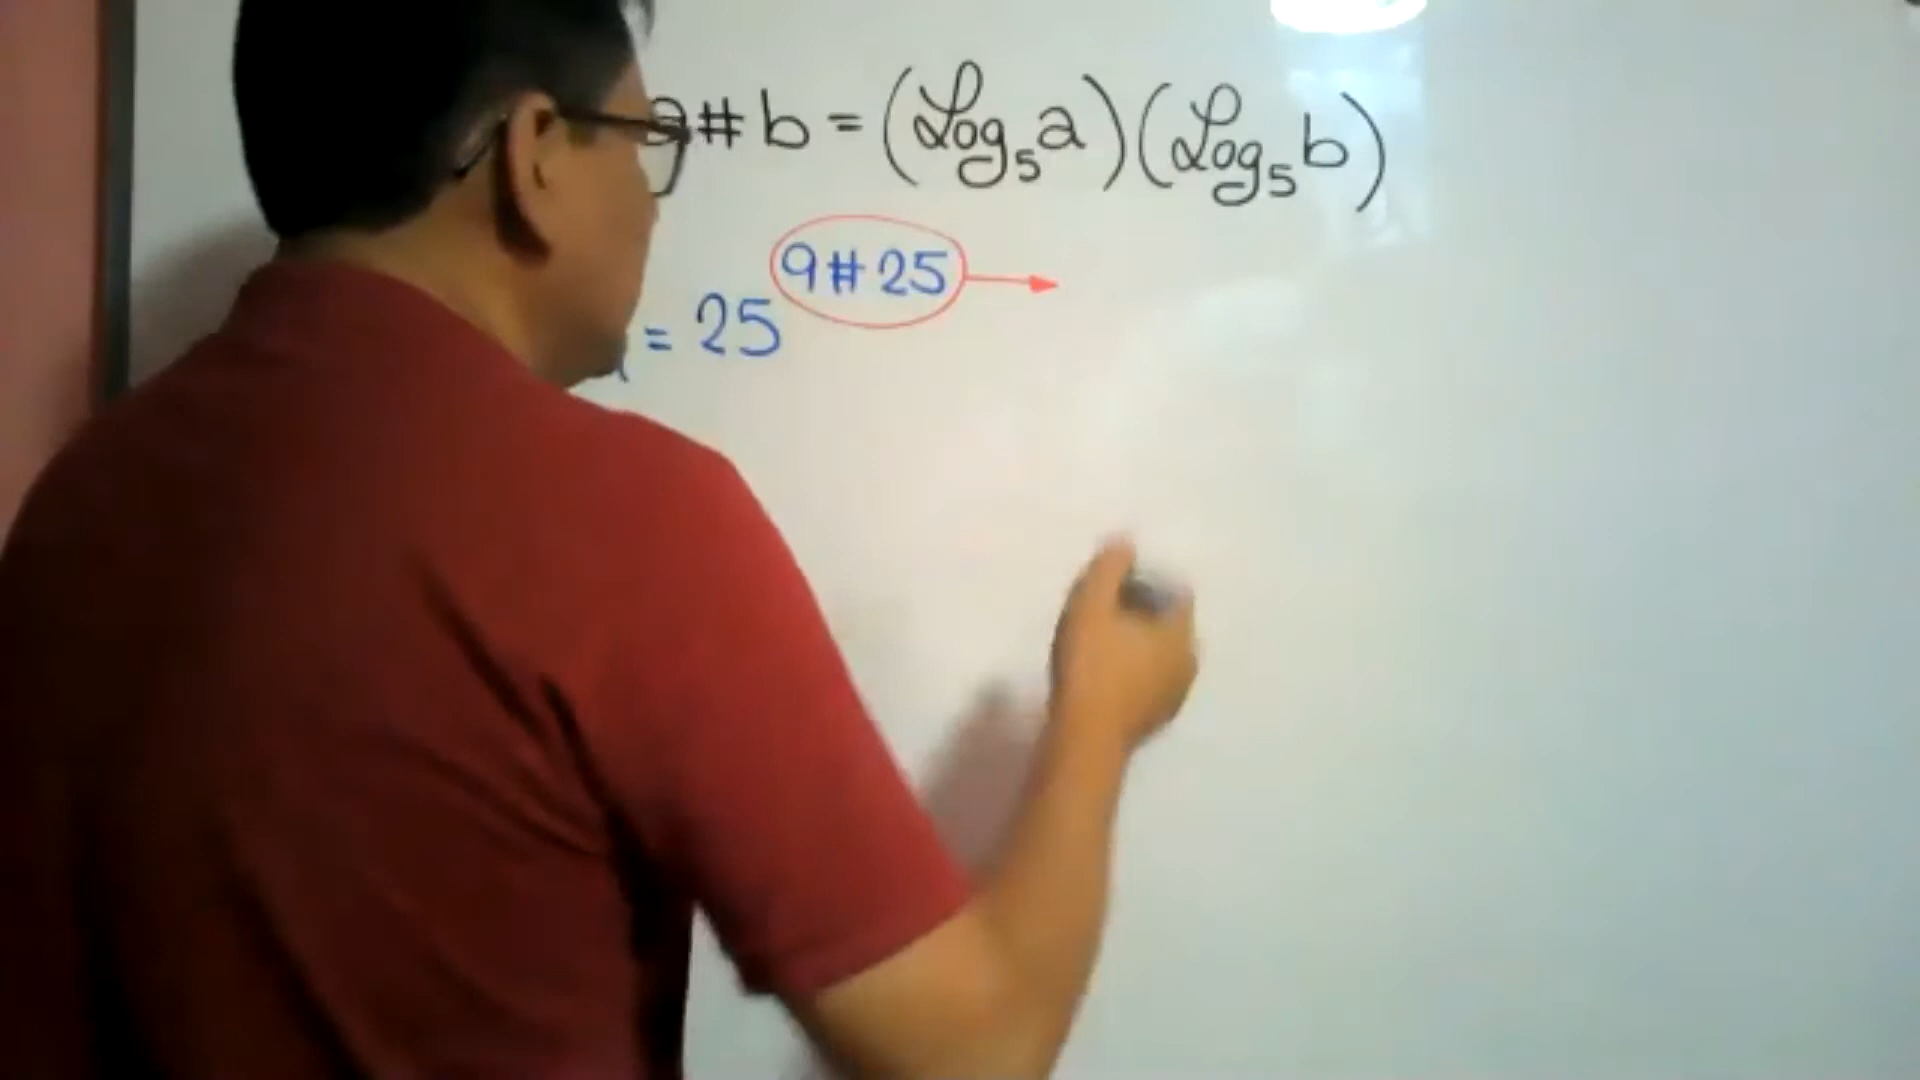 a#b = (Log₅a)(Log₅b)
= 25^9#25